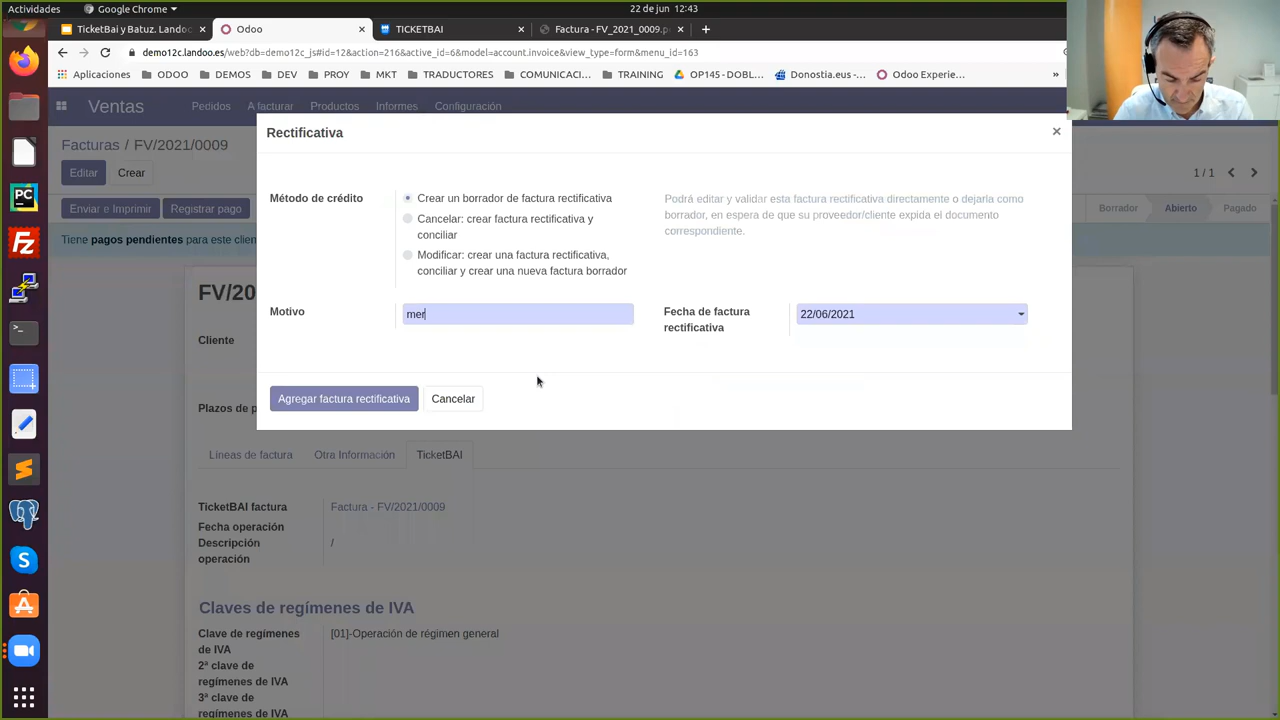 Actividades
Google Chrome
22 de jun 12:43
TicketBai y Batuz. Lando
Odoo
TICKETBAI
Factura - FV_2021_0009.p
demo12c.landoo.es/web?db=demo12c_js#id=12&action=216&active_id=6&model=account.invoice&view_type=form&menu_id=163
Aplicaciones
ODOO
DEMOS
DEV
PROY
MKT
TRADUCTORES
COMUNICACI...
TRAINING
OP145 - DOBL...
Donostia.eus -...
Odoo Experie...
»
Ventas
Pedidos
A facturar
Productos
Informes
Configuración
Facturas / FV/2021/0009
Editar
Crear
1 / 1
Enviar e Imprimir
Registrar pago
Borrador
Abierto
Pagado
Tiene pagos pendientes para este clien
Rectificativa
×
Método de crédito
Crear un borrador de factura rectificativa
Cancelar: crear factura rectificativa y
conciliar
Modificar: crear una factura rectificativa,
conciliar y crear una nueva factura borrador
Podrá editar y validar esta factura rectificativa directamente o dejarla como
borrador, en espera de que su proveedor/cliente expida el documento
correspondiente.
Motivo
mer
Fecha de factura
rectificativa
22/06/2021
Agregar factura rectificativa
Cancelar
FV/20
Cliente
Plazos de p
Líneas de factura
Otra Información
TicketBAI
TicketBAI factura
Factura - FV/2021/0009
Fecha operación
Descripción
operación
/
Claves de regímenes de IVA
Clave de regímenes
de IVA
[01]-Operación de régimen general
2ª clave de
regímenes de IVA
3ª clave de
regímenes de IVA